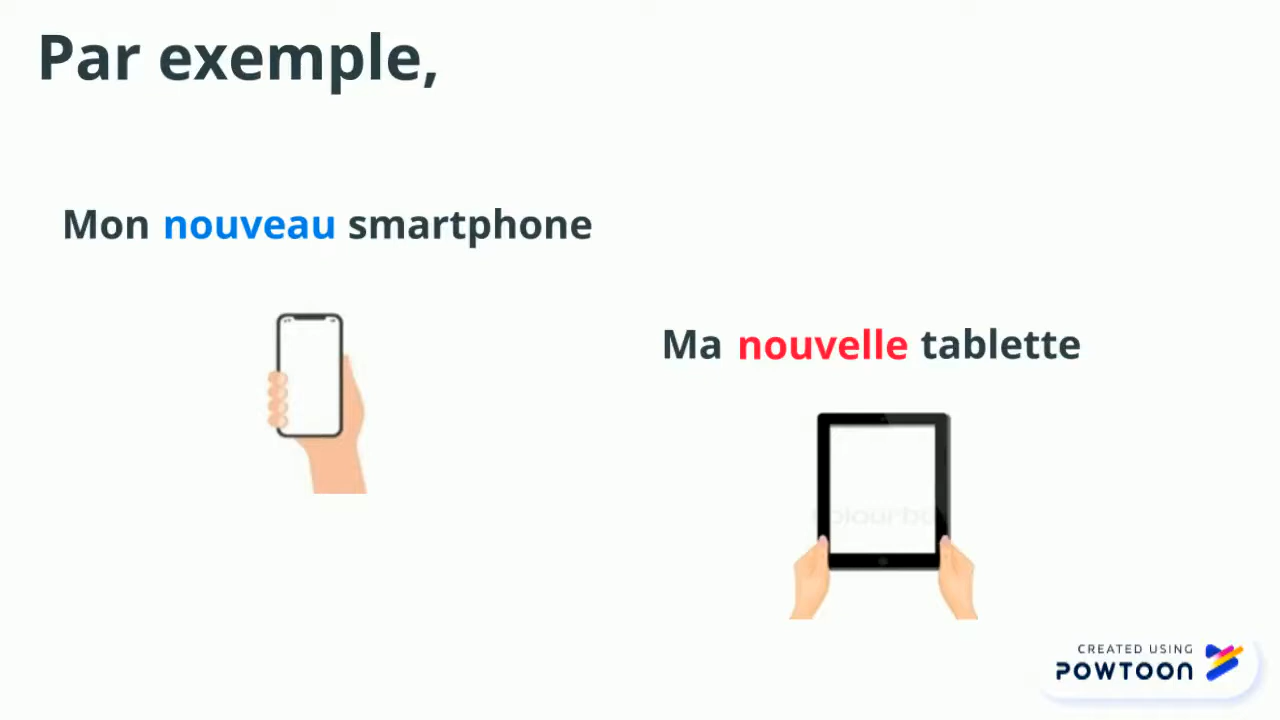 Par exemple,
Mon nouveau smartphone
Ma nouvelle tablette
CREATED USING
POWTOON